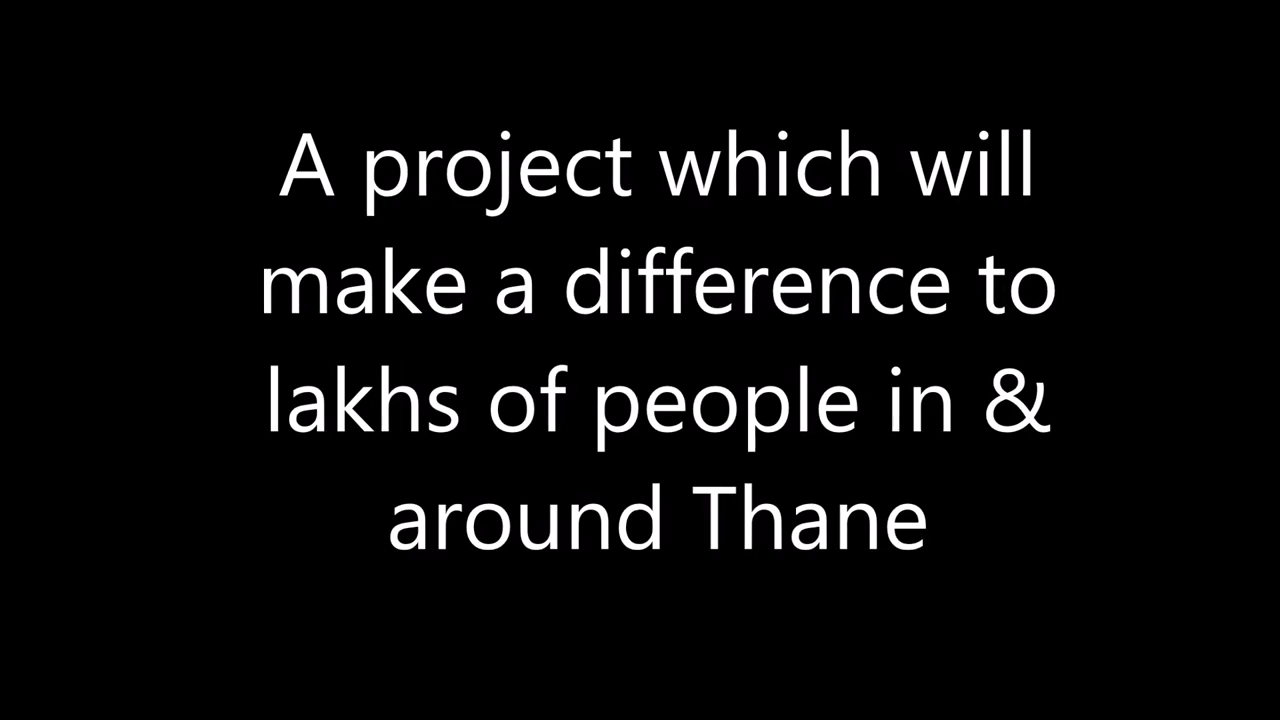 A project which will
make a difference to
lakhs of people in &
around Thane